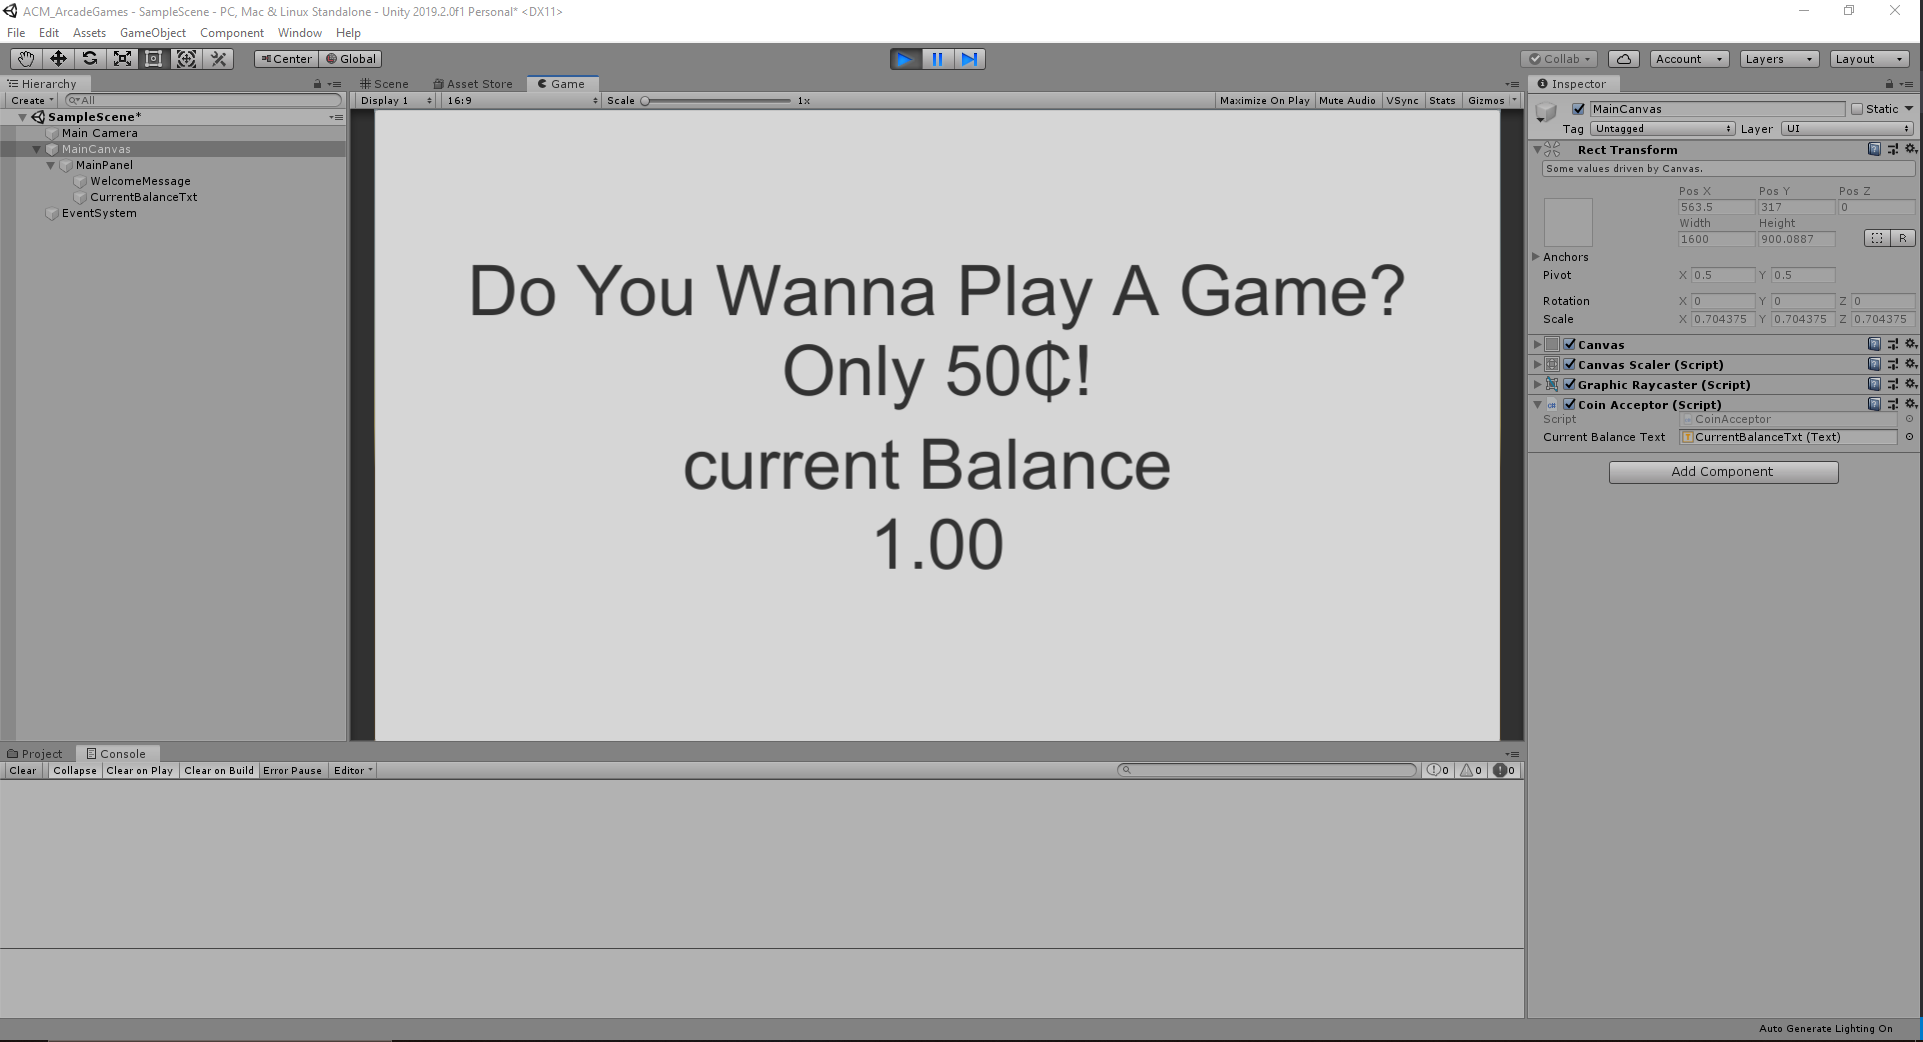 ACM_ArcadeGames - SampleScene - PC, Mac & Linux Standalone - Unity 2019.2.0f1 Personal* <DX11>
File Edit Assets GameObject Component Window Help
Center Global Collab Account Layers Layout
Hierarchy
Create All
SampleScene*
Main Camera
MainCanvas
MainPanel
WelcomeMessage
CurrentBalanceTxt
EventSystem
Scene Asset Store Game
Display 1 16:9 Scale 1x Maximize On Play Mute Audio VSync Stats Gizmos
Do You Wanna Play A Game?
Only 50₵!
current Balance
1.00
Inspector
MainCanvas Static
Tag Untagged Layer UI
Rect Transform
Some values driven by Canvas.
Pos X Pos Y Pos Z
563.5 317 0
Width Height
1600 900.0887 R
Anchors
Pivot X 0.5 Y 0.5
Rotation X 0 Y 0 Z 0
Scale X 0.704375 Y 0.704375 Z 0.704375
Canvas
Canvas Scaler (Script)
Graphic Raycaster (Script)
Coin Acceptor (Script)
Script CoinAcceptor
Current Balance Text CurrentBalanceTxt (Text)
Add Component
Project Console
Clear Collapse Clear on Play Clear on Build Error Pause Editor 0 0 0
Auto Generate Lighting On